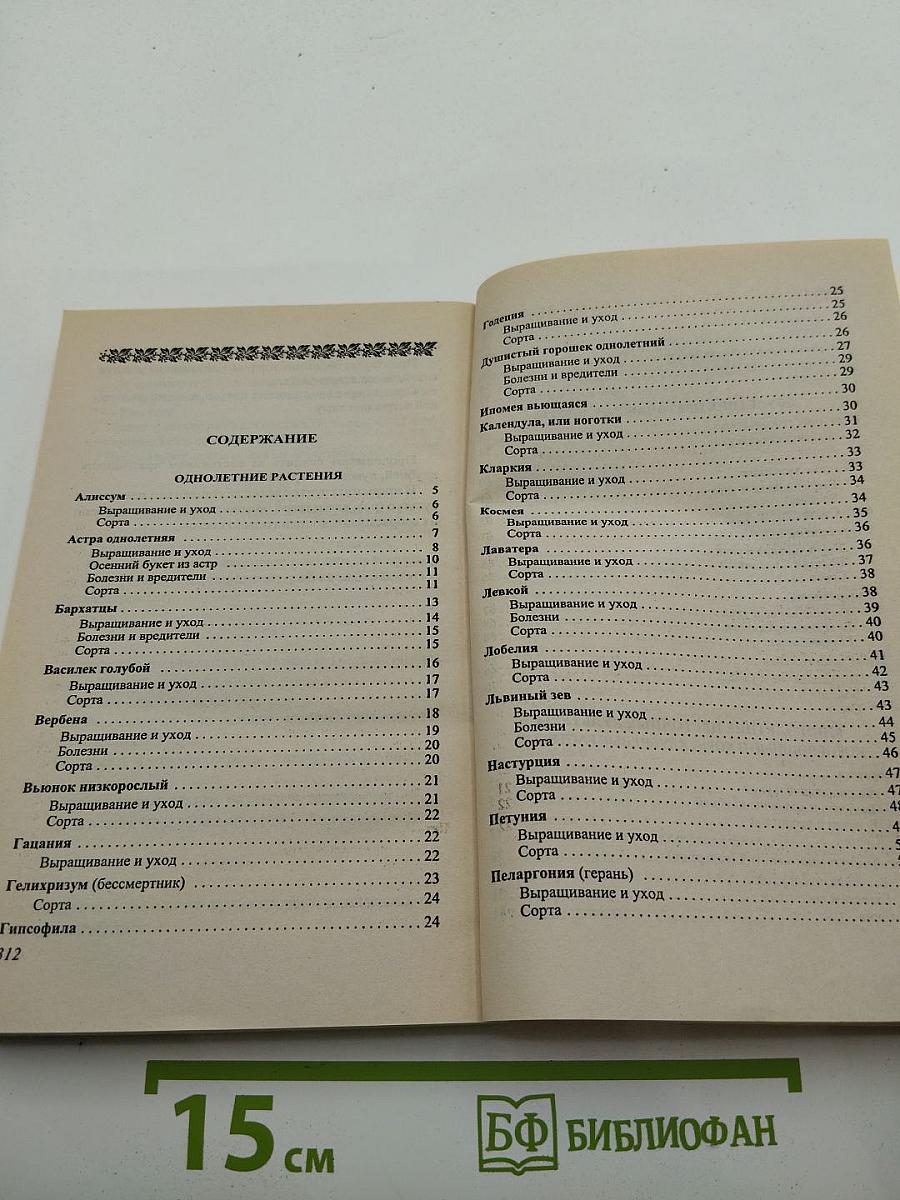 СОДЕРЖАНИЕ
ОДНОЛЕТНИЕ РАСТЕНИЯ
Алиссум 5
Выращивание и уход 6
Сорта 6
Астра однолетняя 7
Выращивание и уход 8
Осенний букет из астр 10
Болезни и вредители 11
Сорта 11
Бархатцы 13
Выращивание и уход 14
Болезни и вредители 15
Сорта 15
Василек голубой 16
Выращивание и уход 17
Сорта 17
Вербена 18
Выращивание и уход 19
Болезни 20
Сорта 20
Вьюнок низкорослый 21
Выращивание и уход 21
Сорта 22
Гацания 22
Выращивание и уход 22
Гелихризум (бессмертник) 23
Сорта 24
Гипсофила 24
312
Годеция 25
Выращивание и уход 25
Сорта 26
Душистый горошек однолетний 26
Выращивание и уход 27
Болезни и вредители 29
Сорта 29
Ипомея вьющаяся 30
Календула, или ноготки 30
Выращивание и уход 31
Сорта 32
Кларкия 33
Выращивание и уход 33
Сорта 34
Космея 34
Выращивание и уход 35
Сорта 36
Лаватера 36
Выращивание и уход 37
Сорта 38
Левкой 38
Выращивание и уход 39
Болезни 40
Сорта 40
Лобелия 41
Выращивание и уход 42
Сорта 43
Львиный зев 43
Выращивание и уход 44
Болезни 45
Сорта 46
Настурция 47
Выращивание и уход 47
Сорта 48
Петуния
Выращивание и уход
Сорта
Пеларгония (герань)
Выращивание и уход
Сорта
15 см
БФ БИБЛИОФАН